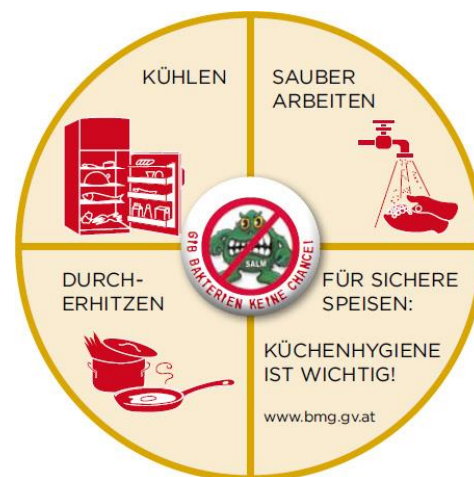 KÜHLEN
SAUBER
ARBEITEN
GIB BAKTERIEN KEINE CHANCE!
SALM
DURCH-
ERHITZEN
FÜR SICHERE
SPEISEN:
KÜCHENHYGIENE
IST WICHTIG!
www.bmg.gv.at